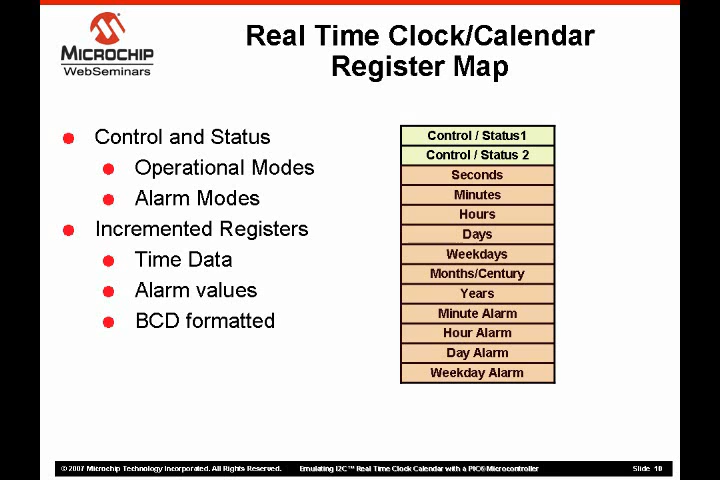 MICROCHIP
WebSeminars
Real Time Clock/Calendar
Register Map
Control and Status
Operational Modes
Alarm Modes
Incremented Registers
Time Data
Alarm values
BCD formatted
Control / Status1
Control / Status 2
Seconds
Minutes
Hours
Days
Weekdays
Months/Century
Years
Minute Alarm
Hour Alarm
Day Alarm
Weekday Alarm
© 2007 Microchip Technology Incorporated. All Rights Reserved. Emulating I2C™ Real Time Clock Calendar with a PIC® Microcontroller Slide 10